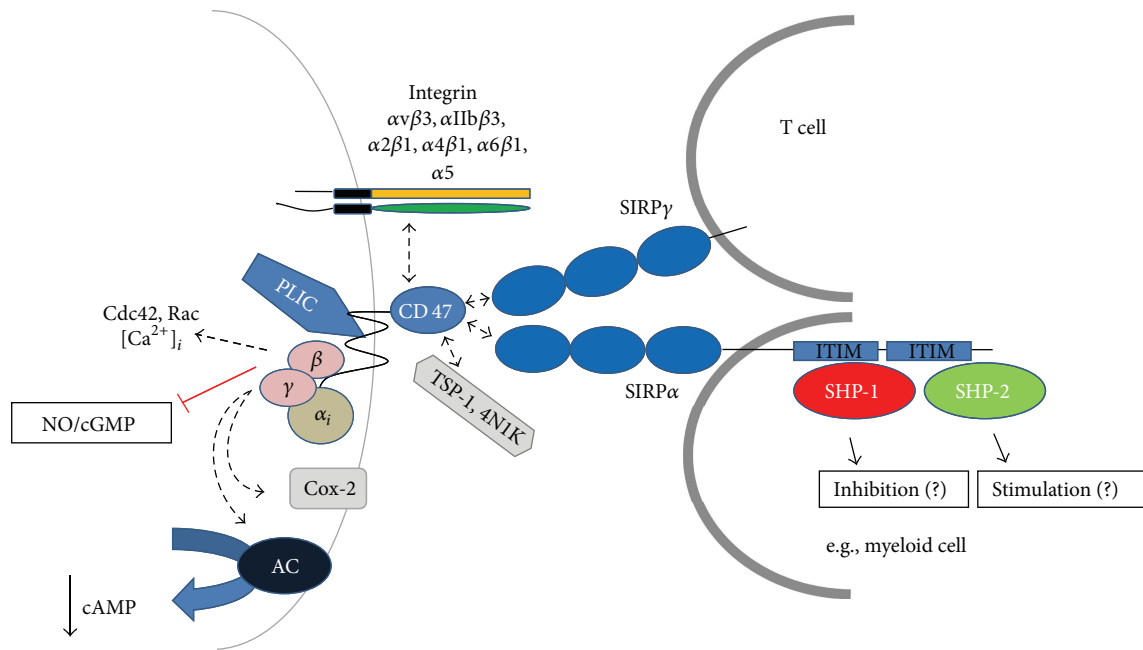 Integrin
αvβ3, αIIbβ3,
α2β1, α4β1, α6β1,
α5
T cell
SIRPγ
PLIC
CD 47
Cdc42, Rac
[Ca²⁺]ᵢ
β
γ
αᵢ
NO/cGMP
TSP-1, 4N1K
SIRPα
ITIM
ITIM
SHP-1
SHP-2
Cox-2
Inhibition (?)
Stimulation (?)
e.g., myeloid cell
AC
cAMP